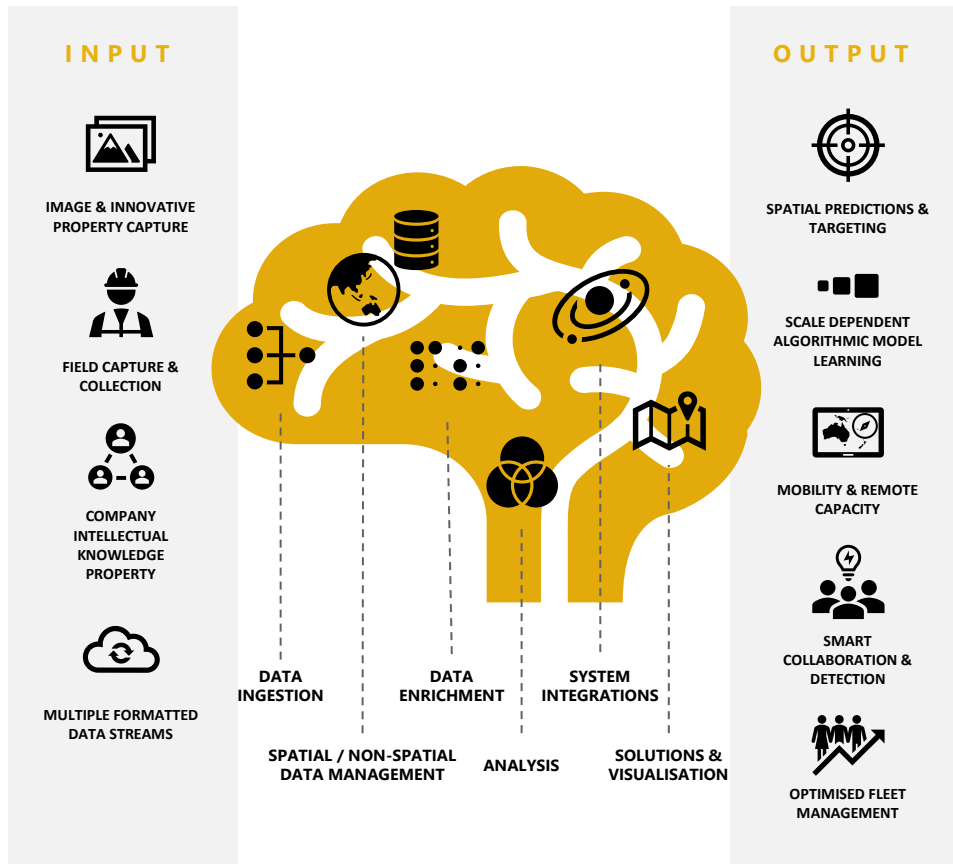 INPUT
IMAGE & INNOVATIVE
PROPERTY CAPTURE
FIELD CAPTURE &
COLLECTION
COMPANY
INTELLECTUAL
KNOWLEDGE
PROPERTY
MULTIPLE FORMATTED
DATA STREAMS
DATA
INGESTION
SPATIAL / NON-SPATIAL
DATA MANAGEMENT
DATA
ENRICHMENT
ANALYSIS
SYSTEM
INTEGRATIONS
SOLUTIONS &
VISUALISATION
OUTPUT
SPATIAL PREDICTIONS &
TARGETING
SCALE DEPENDENT
ALGORITHMIC MODEL
LEARNING
MOBILITY & REMOTE
CAPACITY
SMART
COLLABORATION &
DETECTION
OPTIMISED FLEET
MANAGEMENT